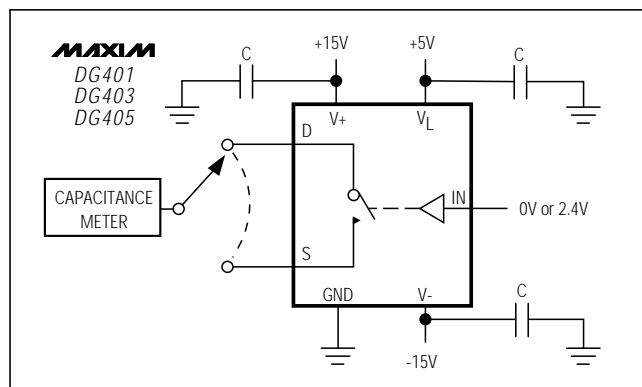 MAXIM
DG401
DG403
DG405
C
+15V
+5V
C
V+
VL
D
CAPACITANCE
METER
IN
0V or 2.4V
S
GND
V-
C
-15V